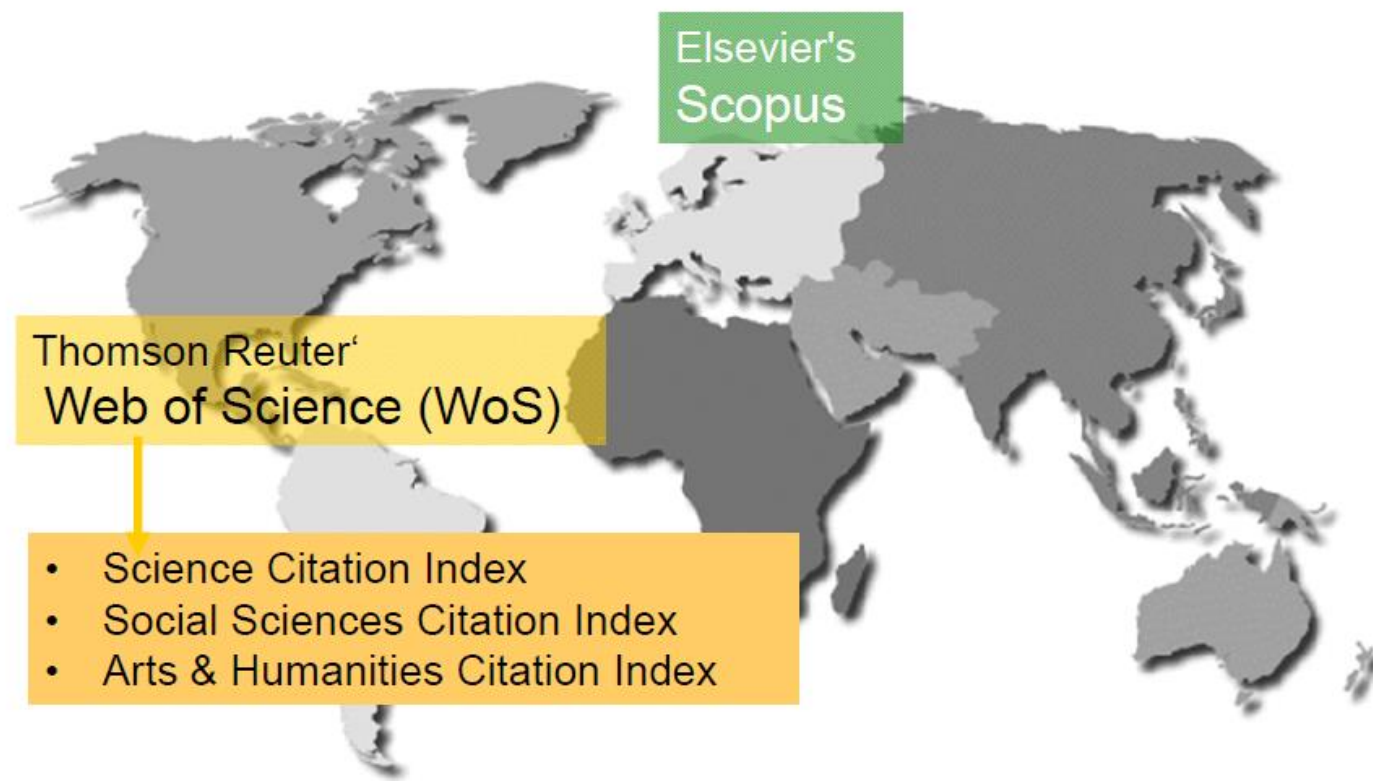 Elsevier's
Scopus
Thomson Reuter‘
Web of Science (WoS)
• Science Citation Index
• Social Sciences Citation Index
• Arts & Humanities Citation Index